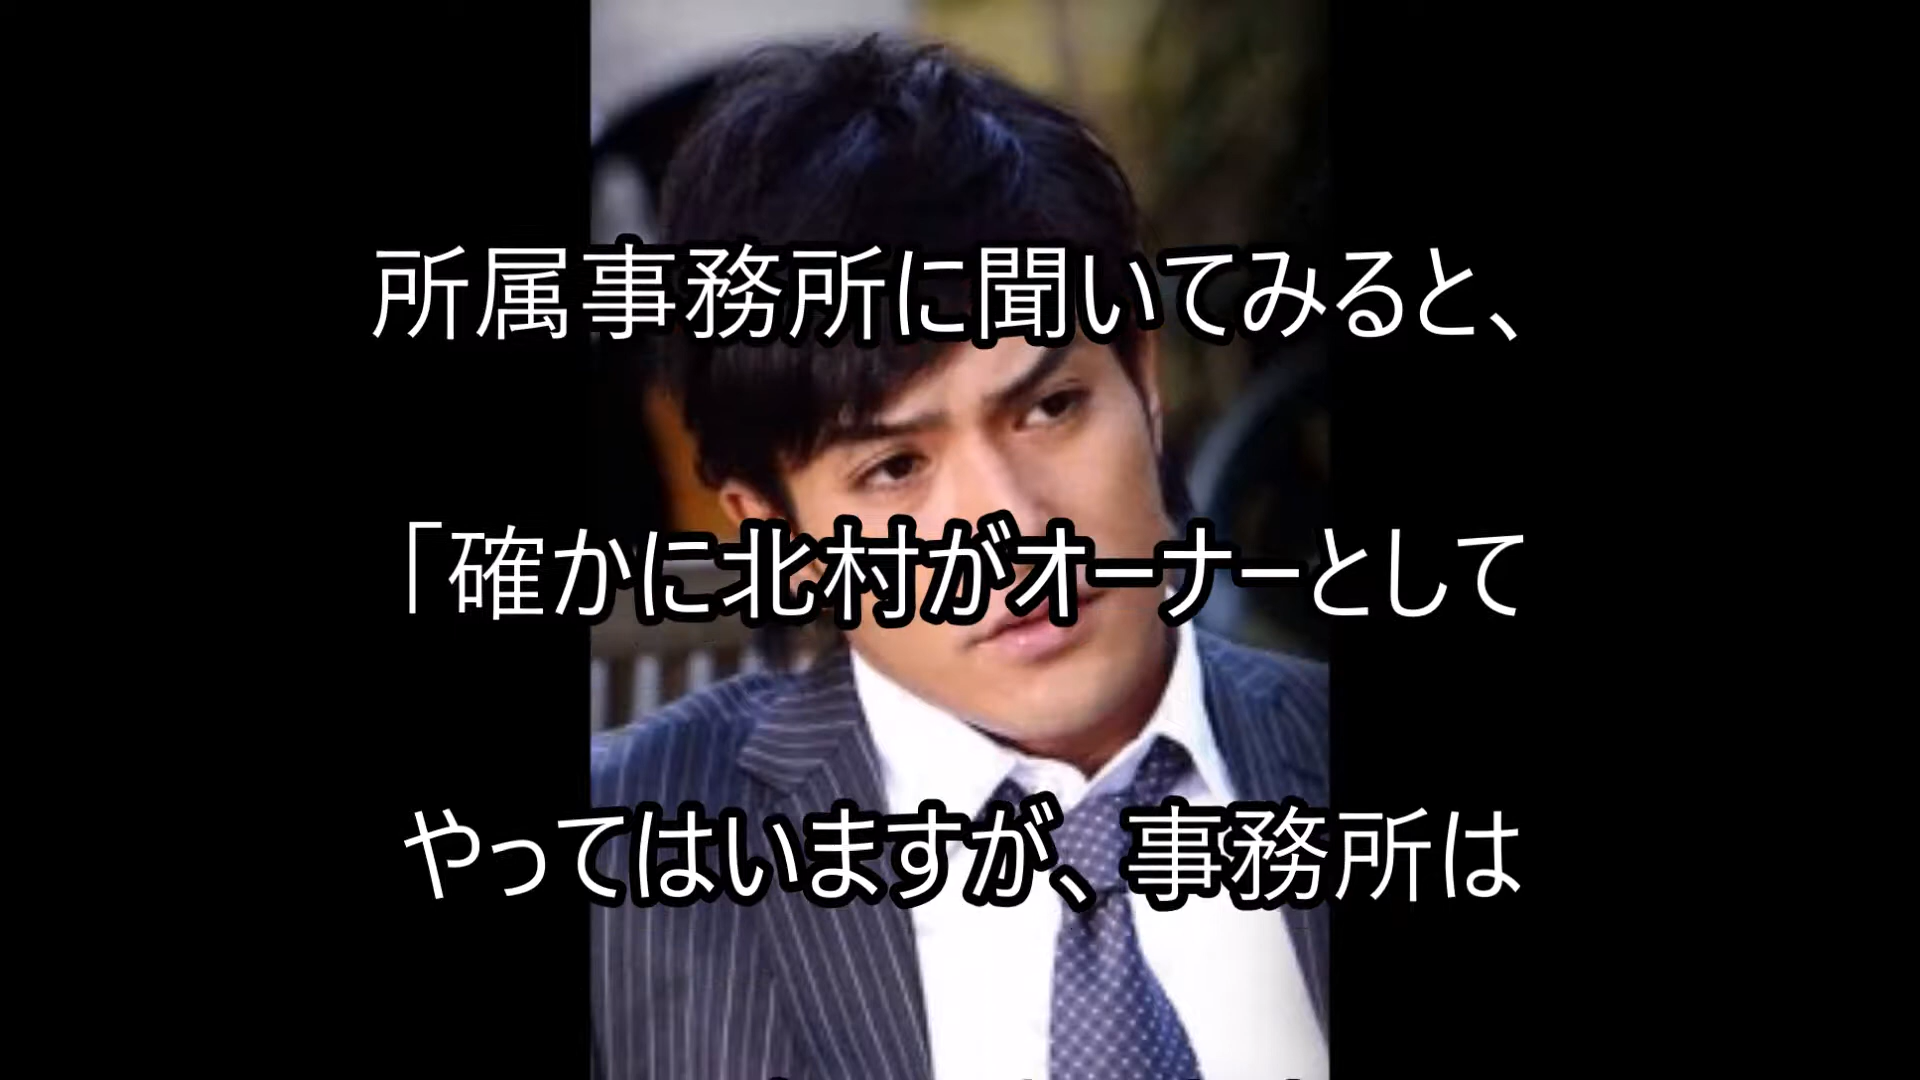 所属事務所に聞いてみると、
「確かに北村がオーナーとして
やってはいますが、事務所は